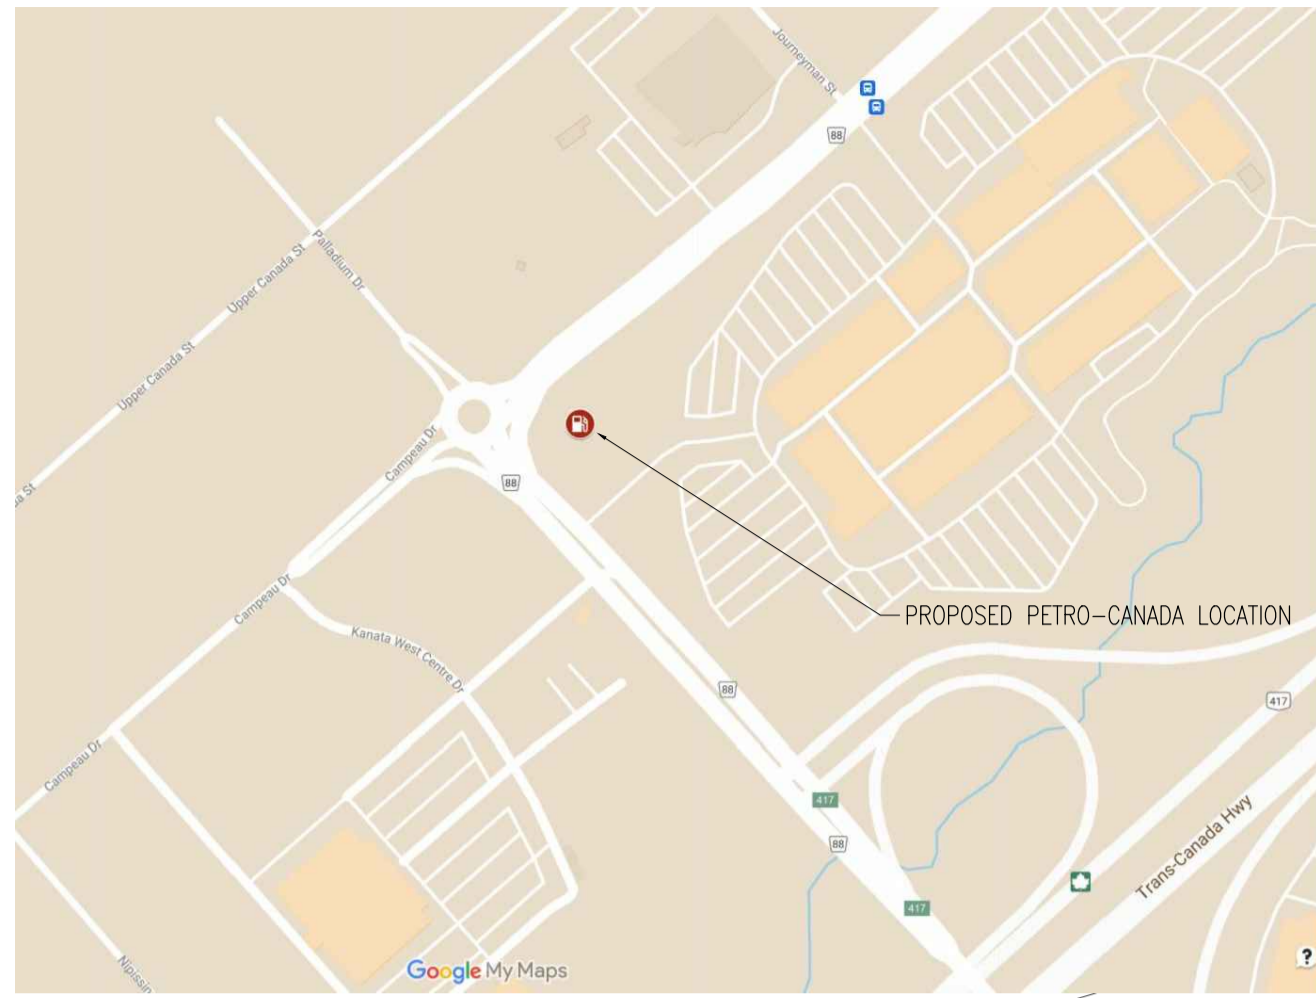 Journeyman St
88
Palladium Dr
Upper Canada St
Upper Canada St
Campeau Dr
88
PROPOSED PETRO-CANADA LOCATION
Campeau Dr
Kanata West Centre Dr
88
417
Campeau Dr
417
Trans-Canada Hwy
88
417
Google My Maps
?